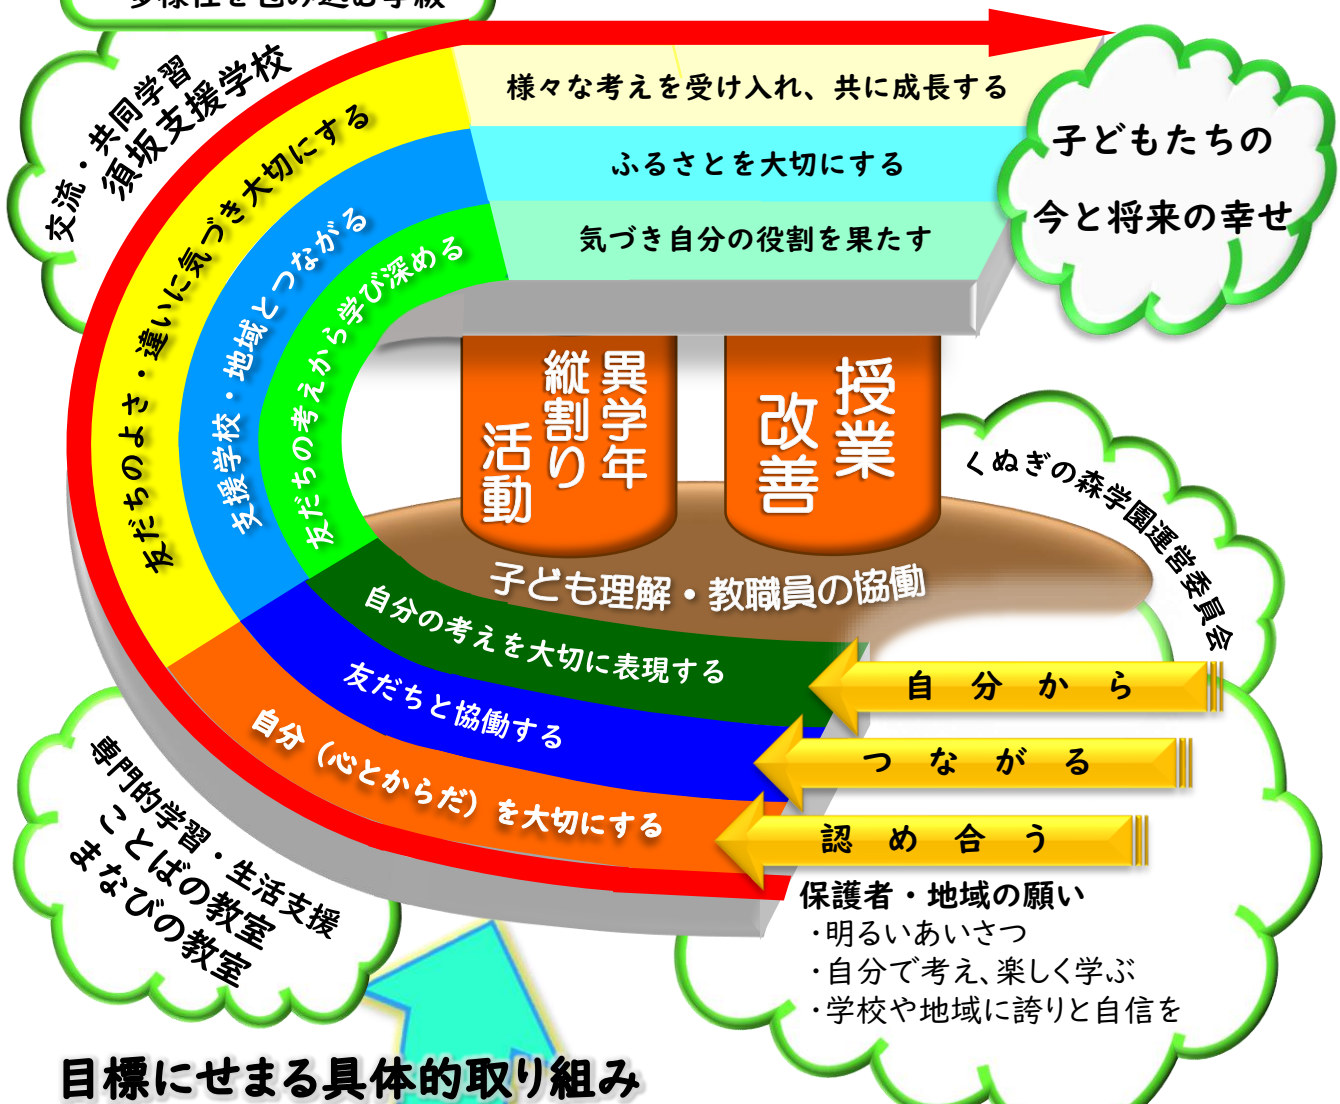 多様性を包み込む学級
交流・共同学習
須坂支援学校
様々な考えを受け入れ、共に成長する
ふるさとを大切にする
気づき自分の役割を果たす
子どもたちの
今と将来の幸せ
友だちのよさ・違いに気づき大切にする
支援学校・地域とつながる
友だちの考えから学び深める
異学年
縦割り
活動
授業
改善
くぬぎの森学園運営委員会
子ども理解・教職員の協働
自分の考えを大切に表現する
友だちと協働する
自分（心とからだ）を大切にする
自分から
つながる
認め合う
専門的学習・生活支援
ことばの教室
まなびの教室
保護者・地域の願い
・明るいあいさつ
・自分で考え、楽しく学ぶ
・学校や地域に誇りと自信を
目標にせまる具体的取り組み